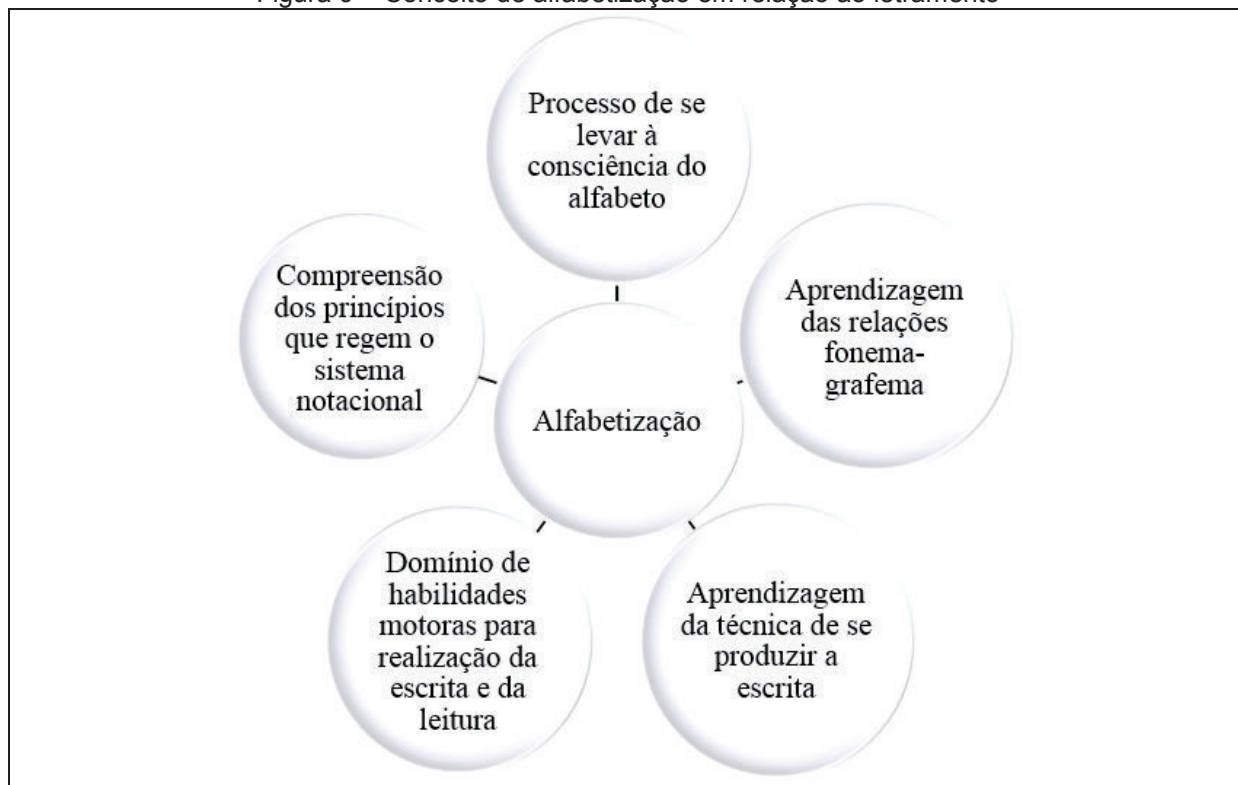 Processo de se
levar à
consciência do
alfabeto
Compreensão
dos princípios
que regem o
sistema
notacional
Aprendizagem
das relações
fonema-
grafema
Alfabetização
Domínio de
habilidades
motoras para
realização da
escrita e da
leitura
Aprendizagem
da técnica de se
produzir a
escrita